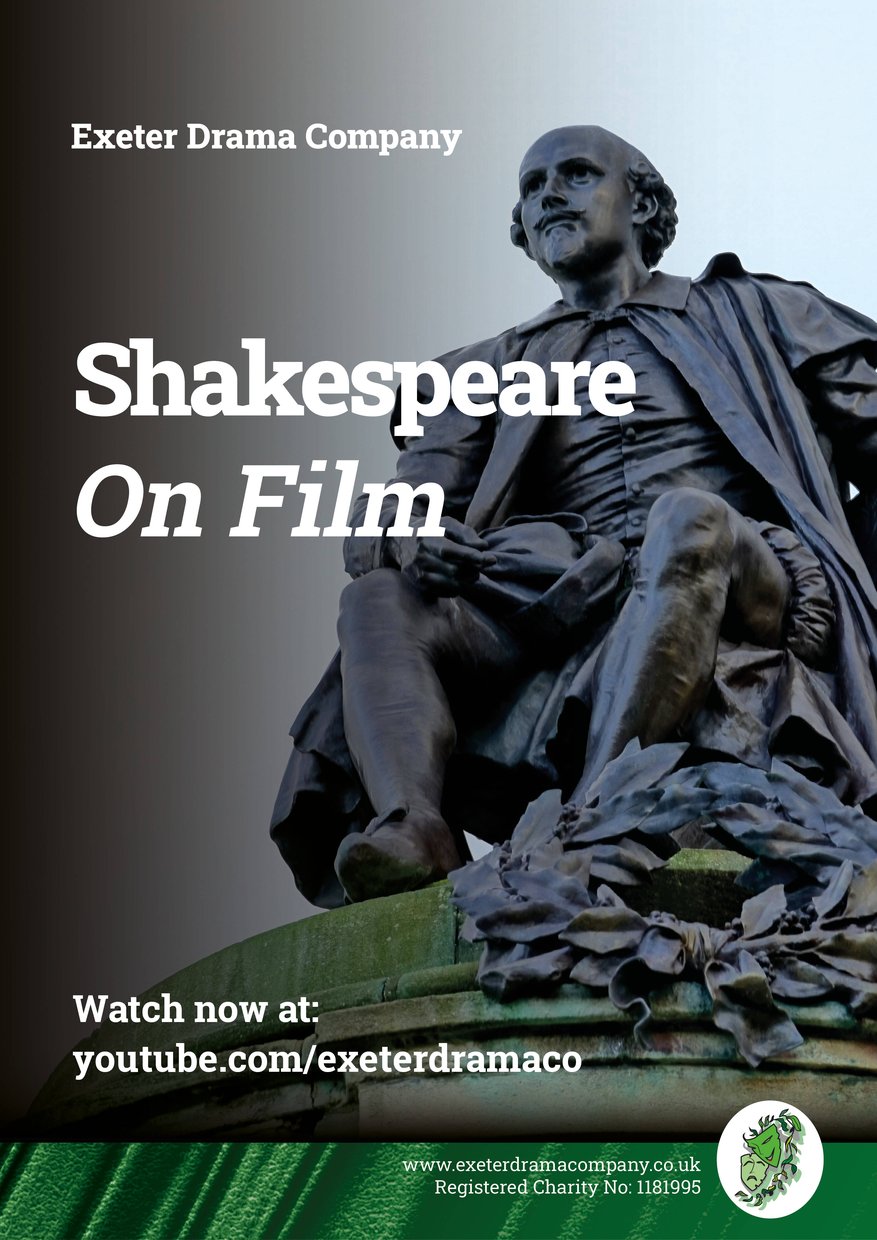 Exeter Drama Company
Shakespeare
On Film
Watch now at:
youtube.com/exeterdramaco
www.exeterdramacompany.co.uk
Registered Charity No: 1181995